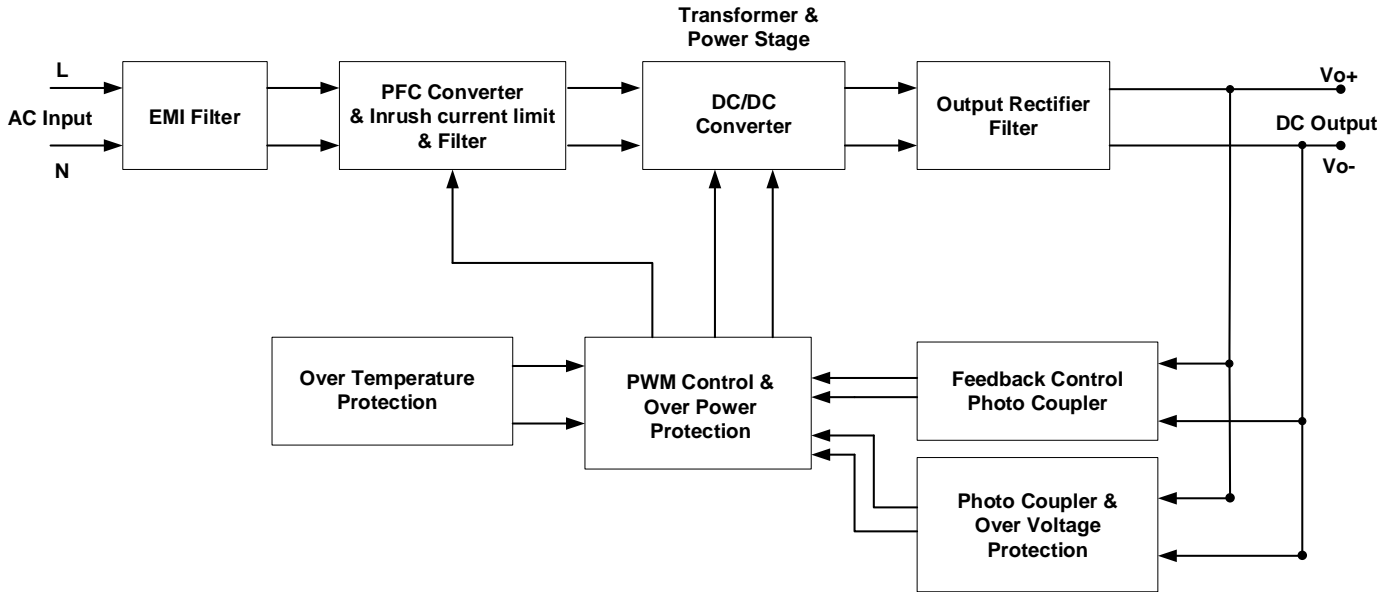 Transformer &
Power Stage
L
AC Input
N
EMI Filter
PFC Converter
& Inrush current limit
& Filter
DC/DC
Converter
Output Rectifier
Filter
Vo+
DC Output
Vo-
Over Temperature
Protection
PWM Control &
Over Power
Protection
Feedback Control
Photo Coupler
Photo Coupler &
Over Voltage
Protection